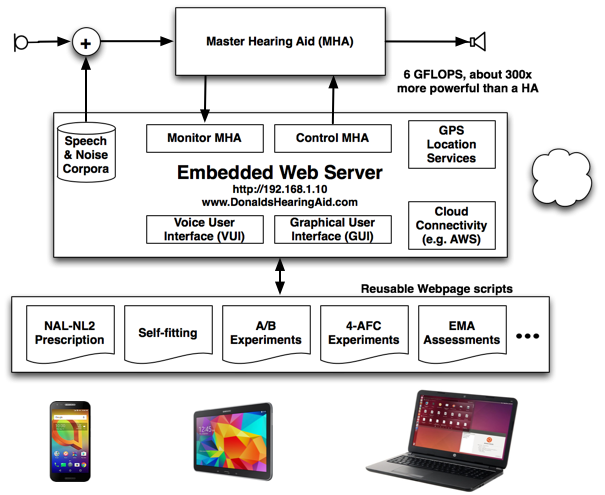 +
Master Hearing Aid (MHA)
6 GFLOPS, about 300x
more powerful than a HA
Speech
& Noise
Corpora
Monitor MHA
Control MHA
GPS
Location
Services
Embedded Web Server
http://192.168.1.10
www.DonaldsHearingAid.com
Voice User
Interface (VUI)
Graphical User
Interface (GUI)
Cloud
Connectivity
(e.g. AWS)
Reusable Webpage scripts
NAL-NL2
Prescription
Self-fitting
A/B
Experiments
4-AFC
Experiments
EMA
Assessments
•••